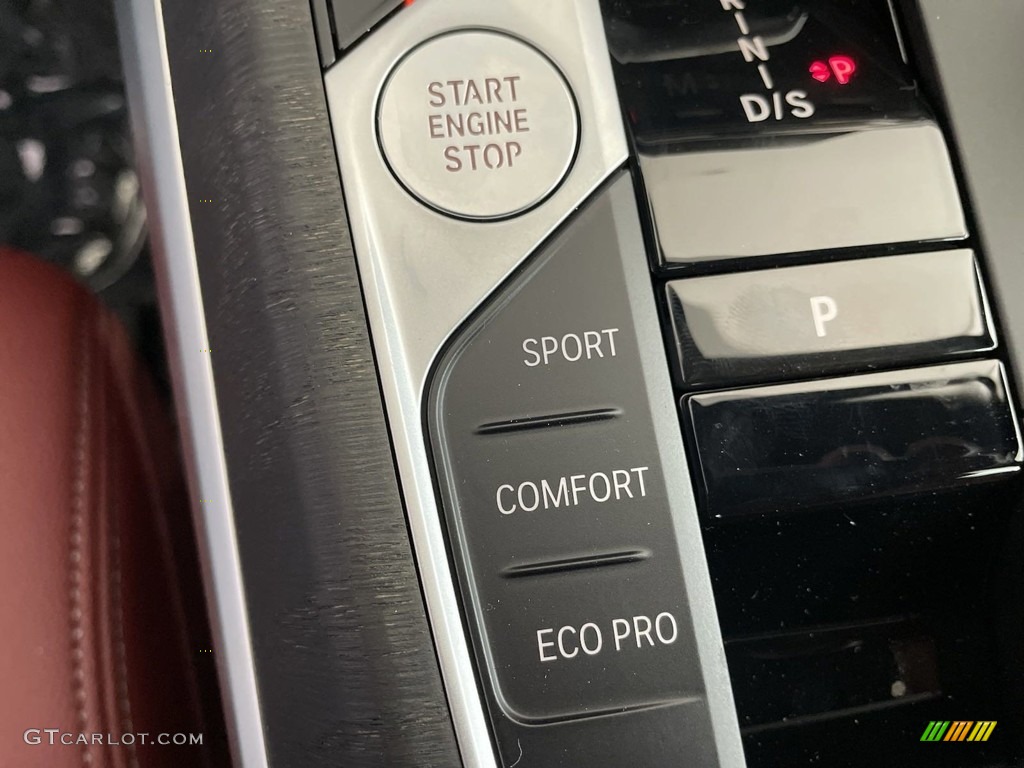 START
ENGINE
STOP
R
N
D/S
P
P
SPORT
COMFORT
ECO PRO
GTCARLOT.COM